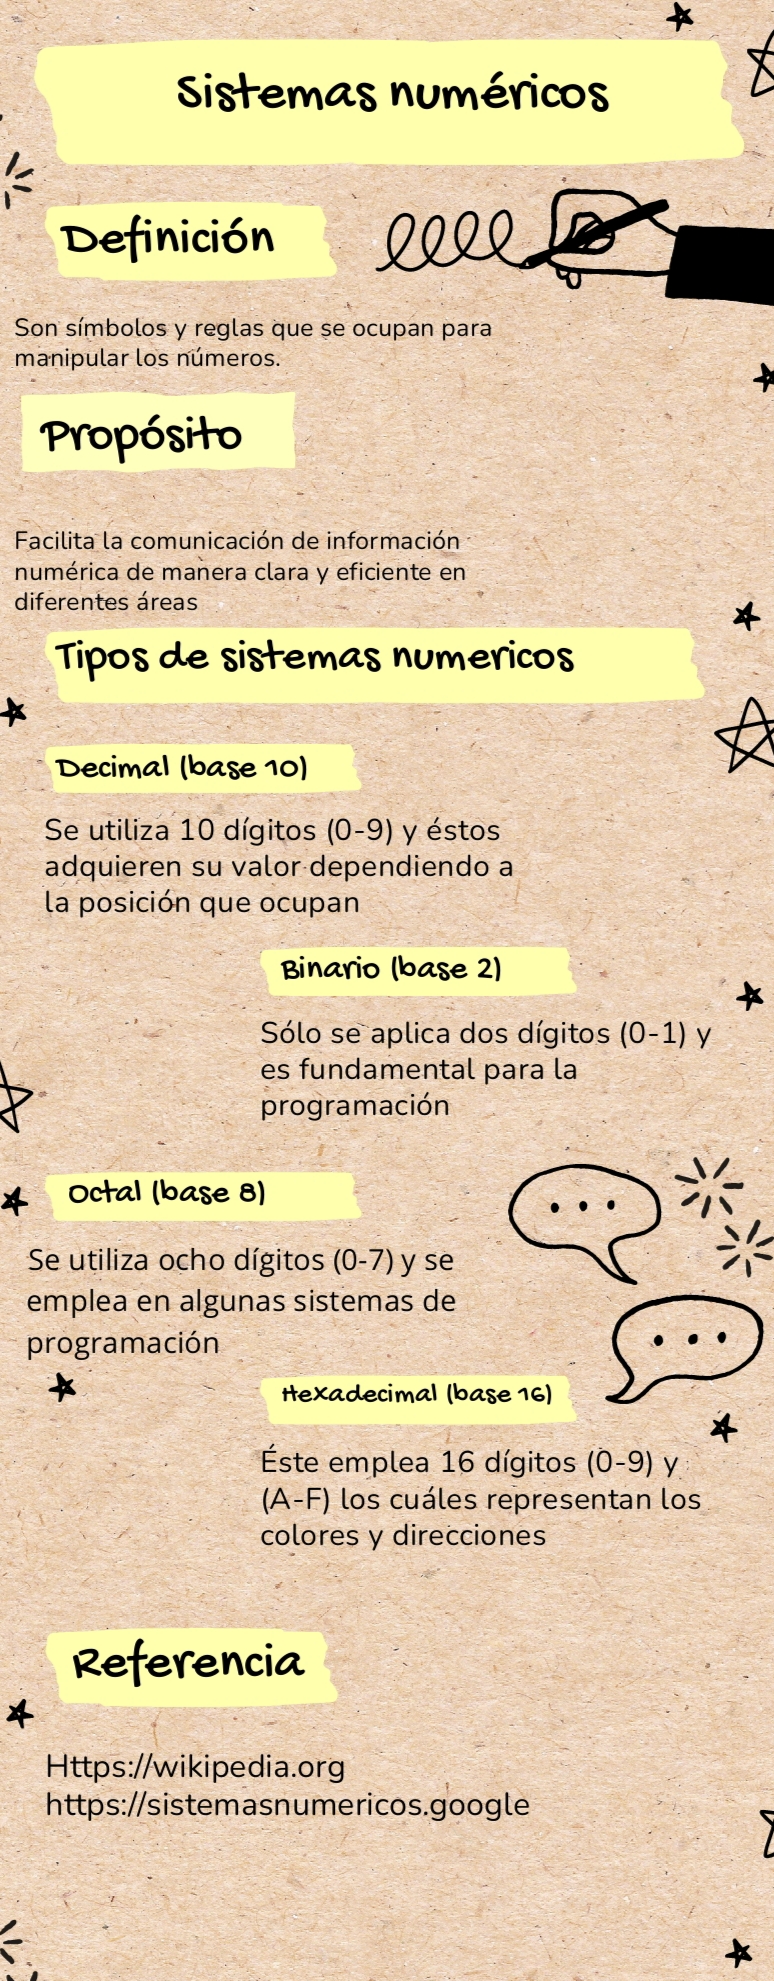 Sistemas numéricos
Definición
Son símbolos y reglas que se ocupan para
manipular los números.
Propósito
Facilita la comunicación de información
numérica de manera clara y eficiente en
diferentes áreas
Tipos de sistemas numericos
Decimal (base 10)
Se utiliza 10 dígitos (0-9) y éstos
adquieren su valor dependiendo a
la posición que ocupan
Binario (base 2)
Sólo se aplica dos dígitos (0-1) y
es fundamental para la
programación
Octal (base 8)
Se utiliza ocho dígitos (0-7) y se
emplea en algunas sistemas de
programación
Hexadecimal (base 16)
Éste emplea 16 dígitos (0-9) y
(A-F) los cuáles representan los
colores y direcciones
Referencia
Https://wikipedia.org
https://sistemasnumericos.google